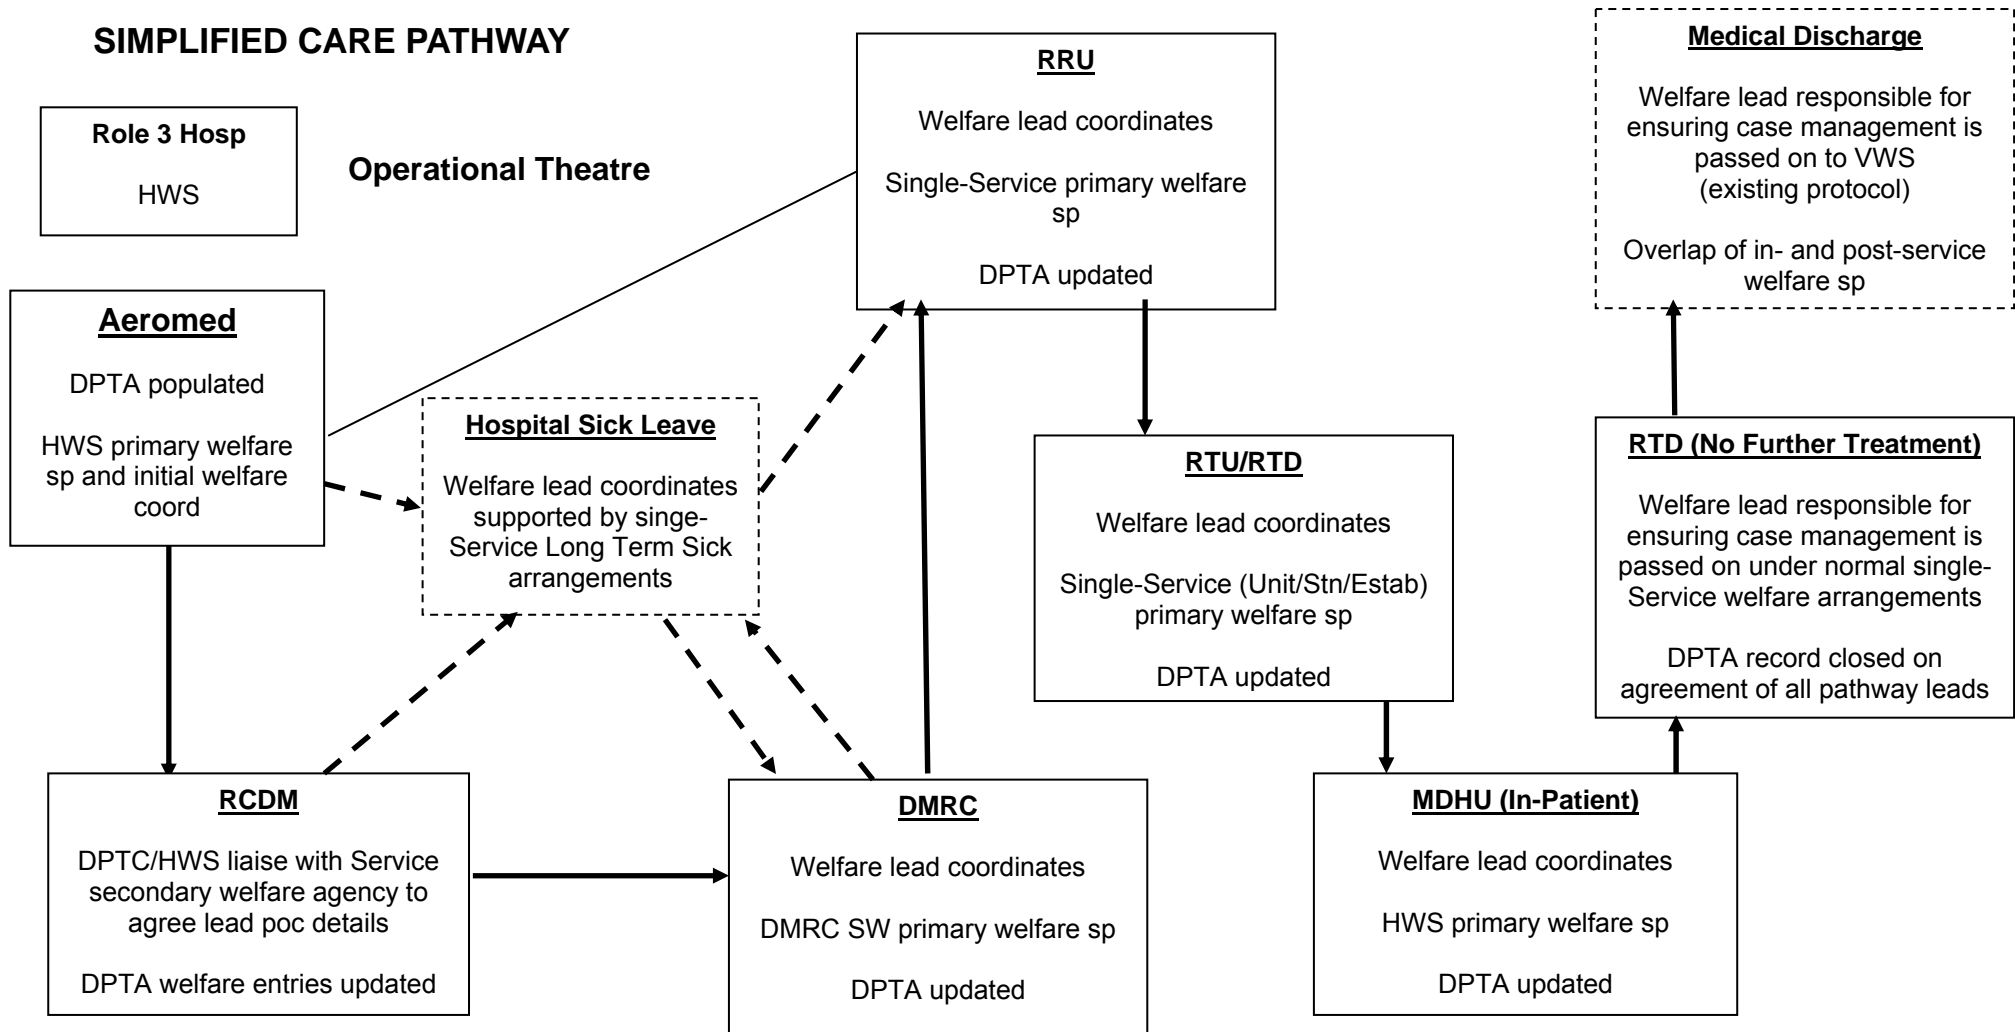 SIMPLIFIED CARE PATHWAY
Role 3 Hosp
HWS
Operational Theatre
Aeromed
DPTA populated
HWS primary welfare
sp and initial welfare
coord
Hospital Sick Leave
Welfare lead coordinates
supported by singe-
Service Long Term Sick
arrangements
RCDM
DPTC/HWS liaise with Service
secondary welfare agency to
agree lead poc details
DPTA welfare entries updated
DMRC
Welfare lead coordinates
DMRC SW primary welfare sp
DPTA updated
RRU
Welfare lead coordinates
Single-Service primary welfare
sp
DPTA updated
RTU/RTD
Welfare lead coordinates
Single-Service (Unit/Stn/Estab)
primary welfare sp
DPTA updated
MDHU (In-Patient)
Welfare lead coordinates
HWS primary welfare sp
DPTA updated
RTD (No Further Treatment)
Welfare lead responsible for
ensuring case management is
passed on under normal single-
Service welfare arrangements
DPTA record closed on
agreement of all pathway leads
Medical Discharge
Welfare lead responsible for
ensuring case management is
passed on to VWS
(existing protocol)
Overlap of in- and post-service
welfare sp